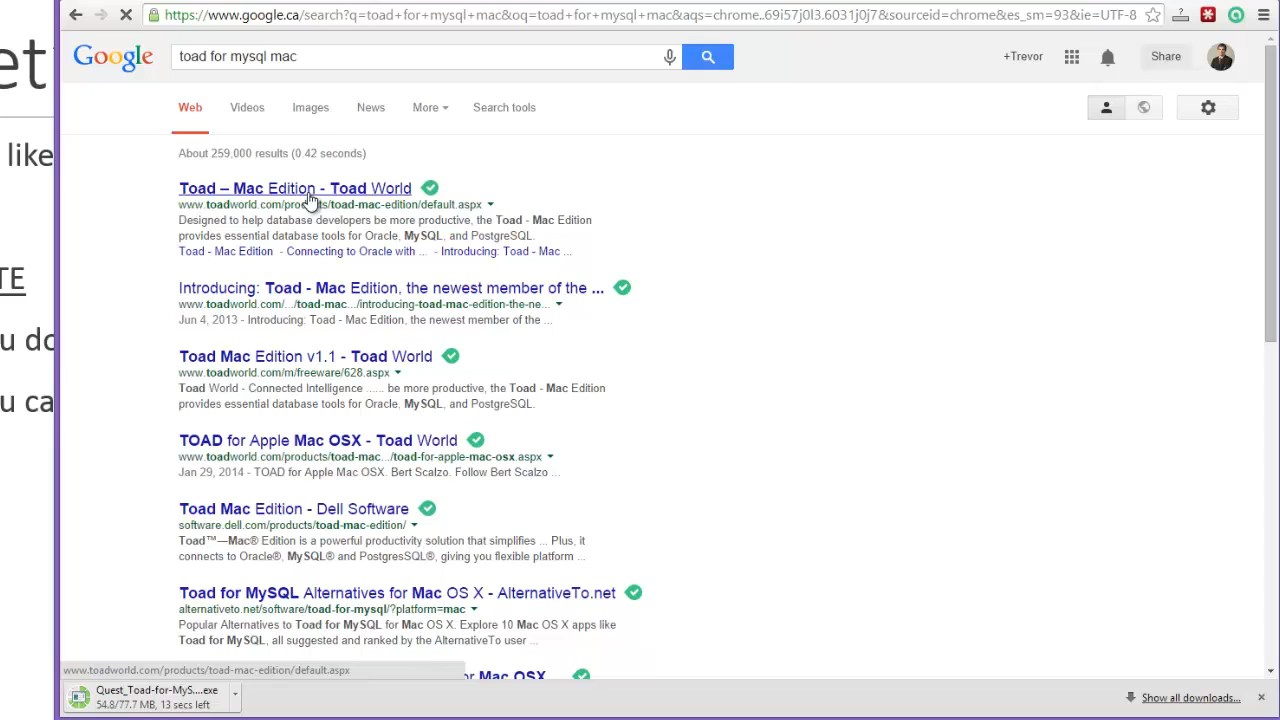 https://www.google.ca/search?q=toad+for+mysql+mac&oq=toad+for+mysql+mac&aqs=chrome..69i57j0l3.6031j0j7&sourceid=chrome&es_sm=93&ie=UTF-8
et
like
TE
u do
u ca
Google
toad for mysql mac
+Trevor
Share
Web Videos Images News More Search tools
About 259,000 results (0.42 seconds)
Toad – Mac Edition - Toad World
www.toadworld.com/products/toad-mac-edition/default.aspx
Designed to help database developers be more productive, the Toad - Mac Edition
provides essential database tools for Oracle, MySQL, and PostgreSQL.
Toad - Mac Edition - Connecting to Oracle with ... - Introducing: Toad - Mac ...
Introducing: Toad - Mac Edition, the newest member of the ...
www.toadworld.com/.../toad-mac.../introducing-toad-mac-edition-the-ne...
Jun 4, 2013 - Introducing: Toad - Mac Edition, the newest member of the ...
Toad Mac Edition v1.1 - Toad World
www.toadworld.com/m/freeware/628.aspx
Toad World - Connected Intelligence ...... be more productive, the Toad - Mac Edition
provides essential database tools for Oracle, MySQL, and PostgreSQL.
TOAD for Apple Mac OSX - Toad World
www.toadworld.com/products/toad-mac.../toad-for-apple-mac-osx.aspx
Jan 29, 2014 - TOAD for Apple Mac OSX. Bert Scalzo. Follow Bert Scalzo ...
Toad Mac Edition - Dell Software
software.dell.com/products/toad-mac-edition/
Toad™—Mac® Edition is a powerful productivity solution that simplifies ... Plus, it
connects to Oracle®, MySQL® and PostgresSQL®, giving you flexible platform ...
Toad for MySQL Alternatives for Mac OS X - AlternativeTo.net
alternativeto.net/software/toad-for-mysql/?platform=mac
Popular Alternatives to Toad for MySQL for Mac OS X. Explore 10 Mac OS X apps like
Toad for MySQL, all suggested and ranked by the AlternativeTo user ...
or Mac OS X ...
www.toadworld.com/products/toad-mac-edition/default.aspx
Quest_Toad-for-MyS....exe
54.8/77.7 MB, 13 secs left
Show all downloads...